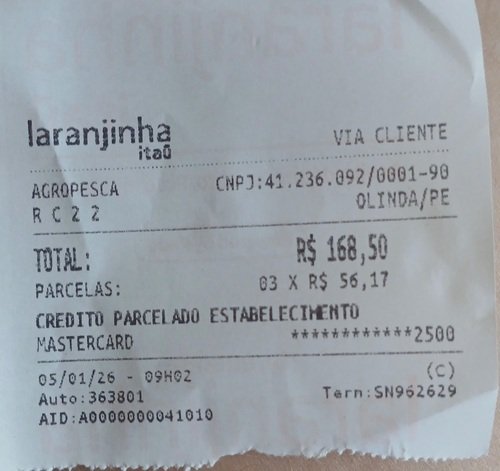 laranjinha
itaú
VIA CLIENTE
AGROPESCA CNPJ:41.236.092/0001-90
R C 2 2 OLINDA/PE
TOTAL: R$ 168,50
PARCELAS: 03 X R$ 56,17
CREDITO PARCELADO ESTABELECIMENTO
MASTERCARD ************2500
05/01/26 - 09H02 (C)
Auto:363801 Term:SN962629
AID:A0000000041010